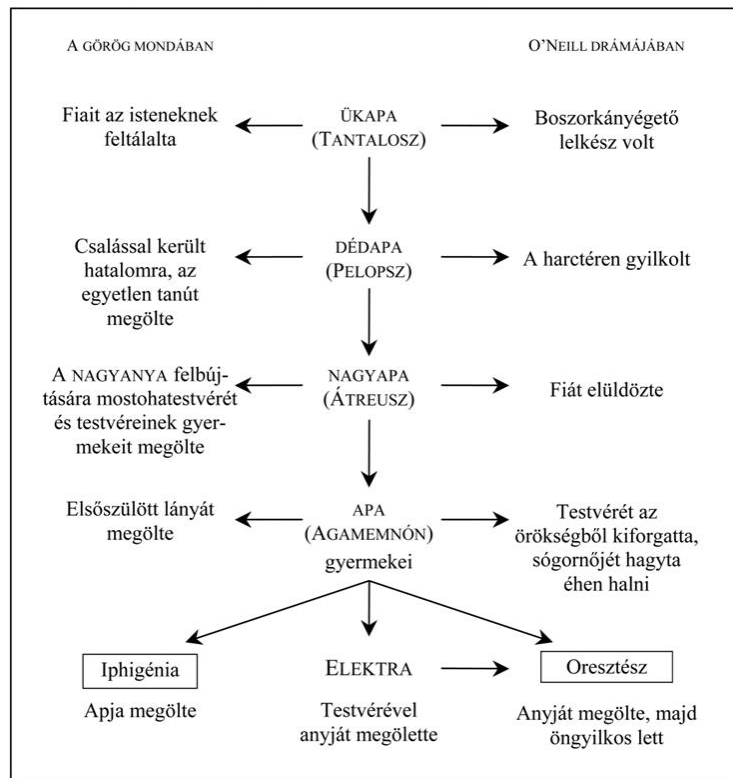 A GÖRÖG MONDÁBAN
O’NEILL DRÁMÁJÁBAN
Fiait az isteneknek
feltálalta
ÜKAPA
(TANTALOSZ)
Boszorkányégető
lelkész volt
Csalással került
hatalomra, az
egyetlen tanút
megölte
DÉDAPA
(PELOPSZ)
A harctéren gyilkolt
A NAGYANYA felbúj-
tására mostohatestvérét
és testvéreinek gyer-
mekeit megölte
NAGYAPA
(ÁTREUSZ)
Fiát elüldözte
Elsőszülött lányát
megölte
APA
(AGAMEMNÓN)
gyermekei
Testvérét az
örökségből kiforgatta,
sógornőjét hagyta
éhen halni
Iphigénia
Apja megölte
ELEKTRA
Testvérével
anyját megölette
Oresztész
Anyját megölte, majd
öngyilkos lett